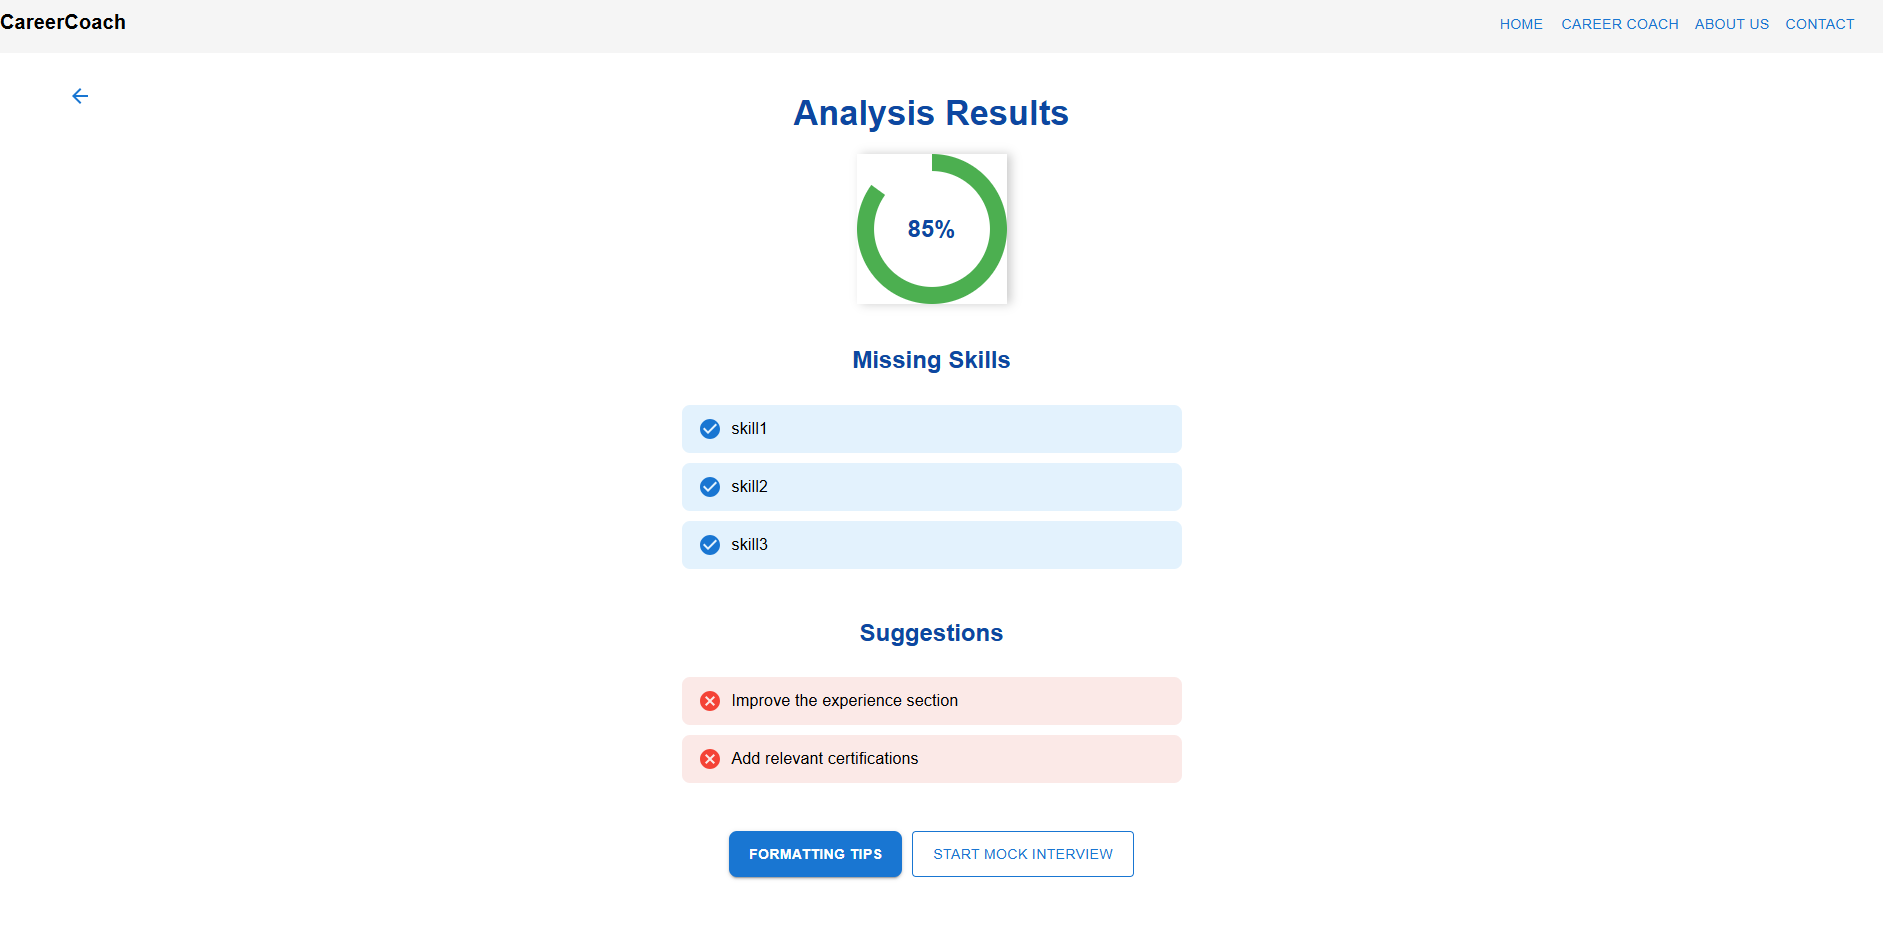 CareerCoach
HOME CAREER COACH ABOUT US CONTACT
Analysis Results
85%
Missing Skills
skill1
skill2
skill3
Suggestions
Improve the experience section
Add relevant certifications
FORMATTING TIPS START MOCK INTERVIEW